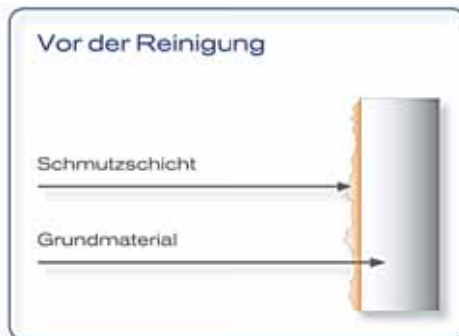 Vor der Reinigung
Schmutzschicht
Grundmaterial